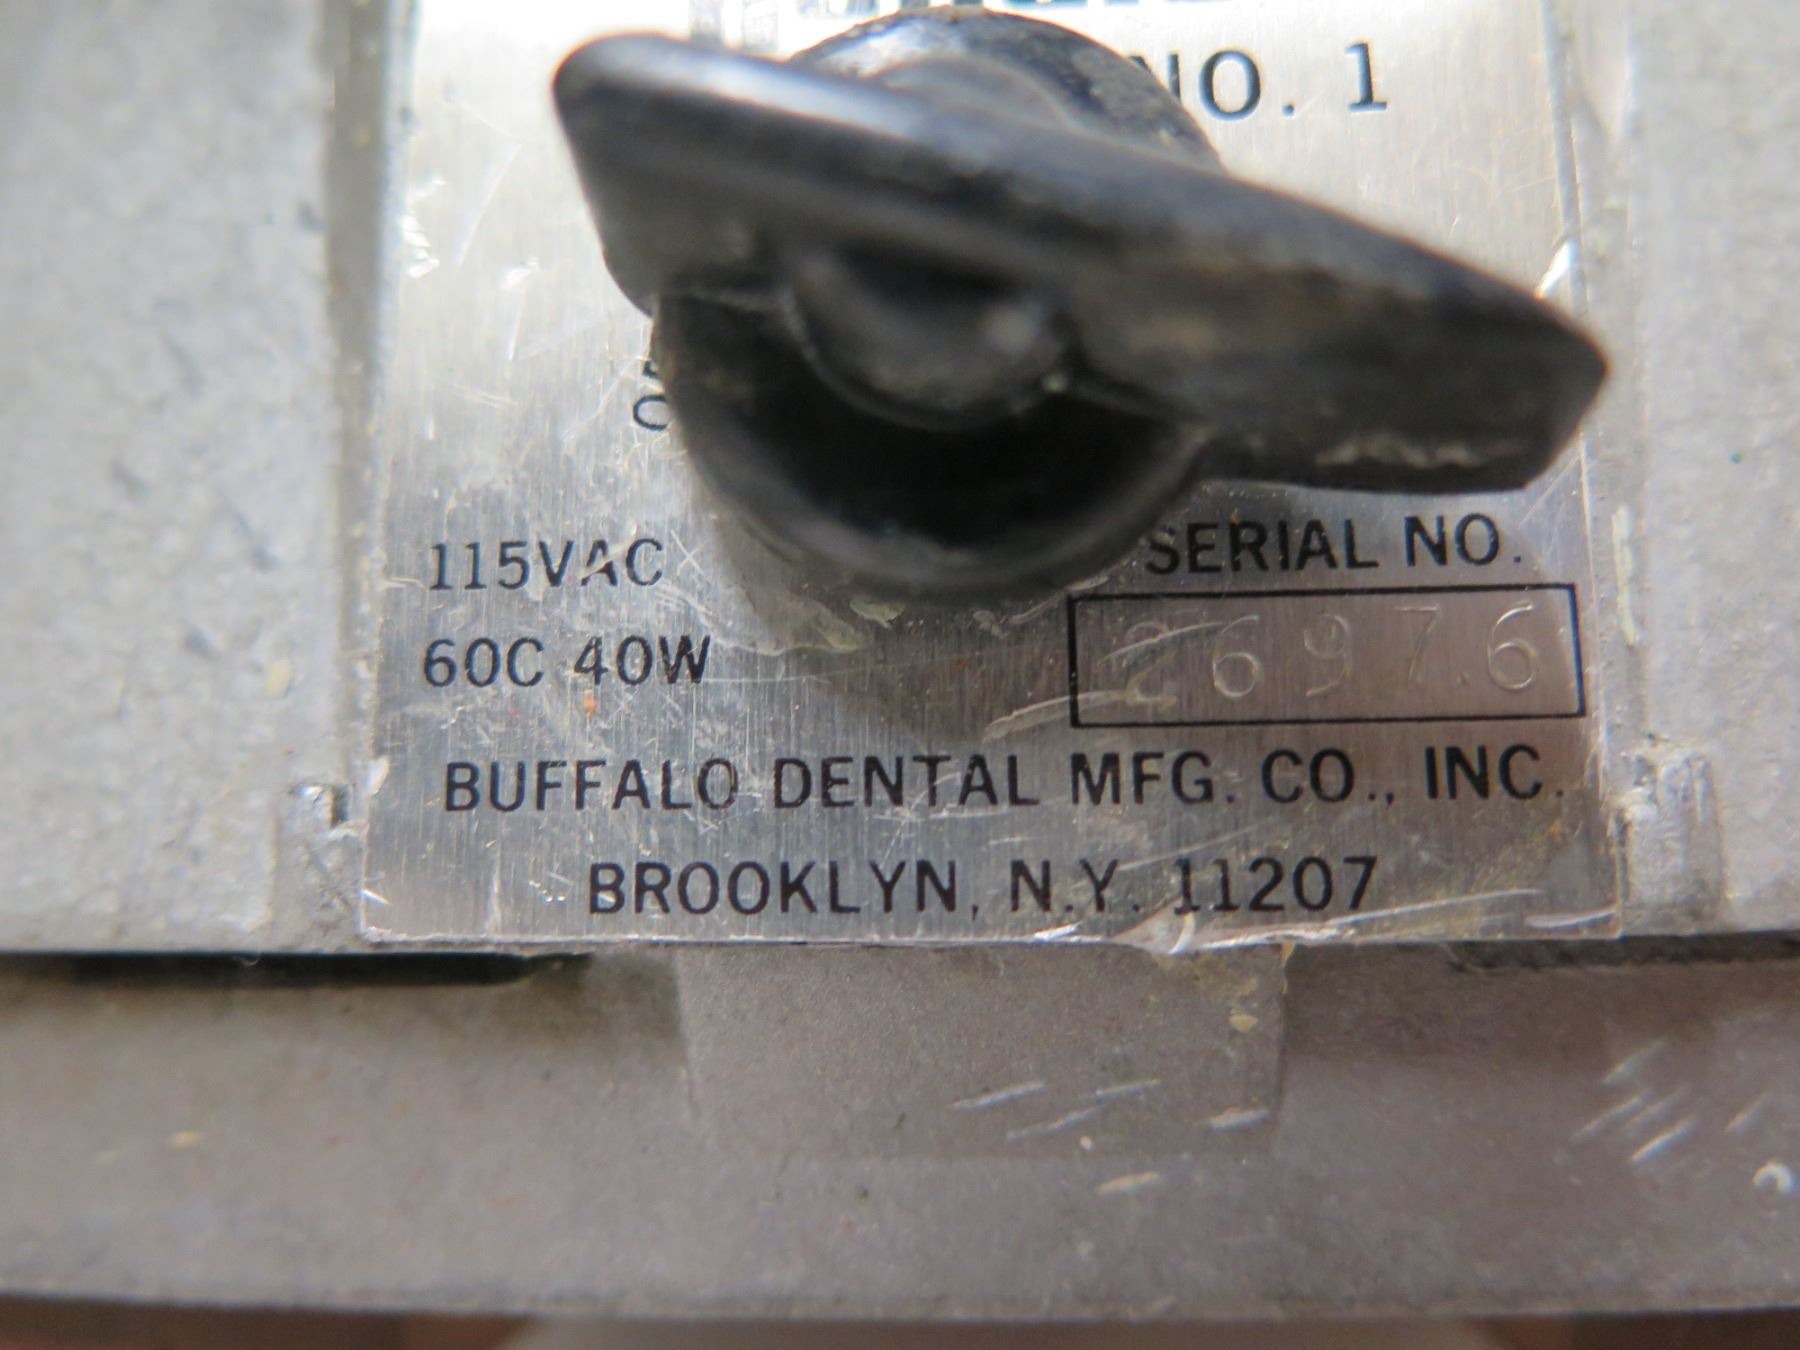 NO. 1
115VAC
SERIAL NO.
60C 40W
26976
BUFFALO DENTAL MFG. CO., INC.
BROOKLYN, N.Y. 11207